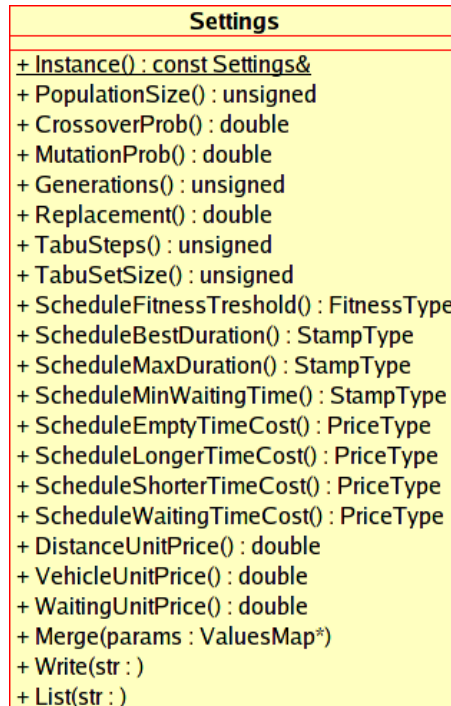 Settings
+ Instance() : const Settings&
+ PopulationSize() : unsigned
+ CrossoverProb() : double
+ MutationProb() : double
+ Generations() : unsigned
+ Replacement() : double
+ TabuSteps() : unsigned
+ TabuSetSize() : unsigned
+ ScheduleFitnessTreshold() : FitnessType
+ ScheduleBestDuration() : StampType
+ ScheduleMaxDuration() : StampType
+ ScheduleMinWaitingTime() : StampType
+ ScheduleEmptyTimeCost() : PriceType
+ ScheduleLongerTimeCost() : PriceType
+ ScheduleShorterTimeCost() : PriceType
+ ScheduleWaitingTimeCost() : PriceType
+ DistanceUnitPrice() : double
+ VehicleUnitPrice() : double
+ WaitingUnitPrice() : double
+ Merge(params : ValuesMap*)
+ Write(str : )
+ List(str : )